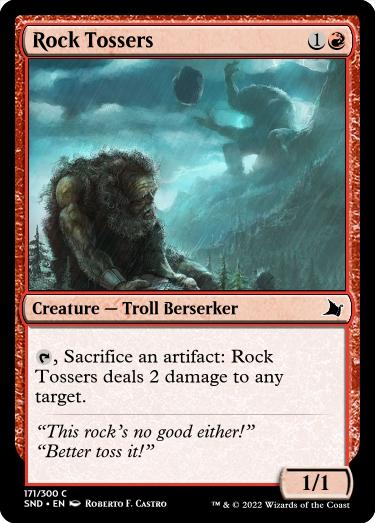 Rock Tossers 1
Creature — Troll Berserker
, Sacrifice an artifact: Rock
Tossers deals 2 damage to any
target.
“This rock’s no good either!”
“Better toss it!”
1/1
171/300 C
SND • EN Roberto F. Castro
™ & © 2022 Wizards of the Coast